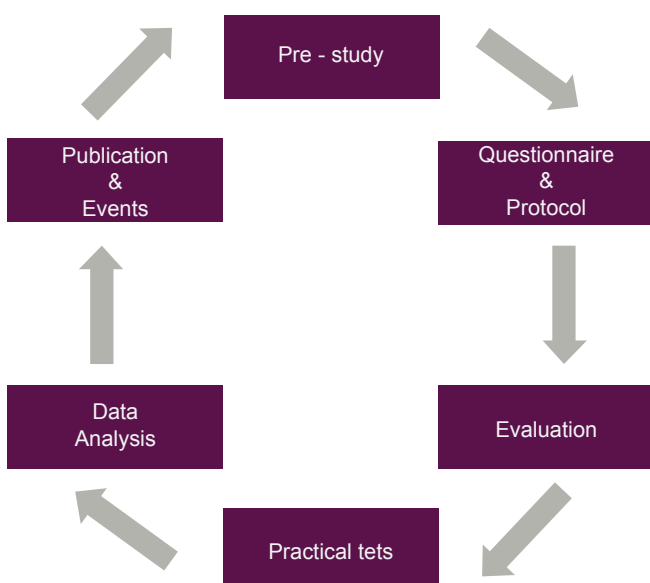 Pre - study
Questionnaire
&
Protocol
Evaluation
Practical tets
Data
Analysis
Publication
&
Events